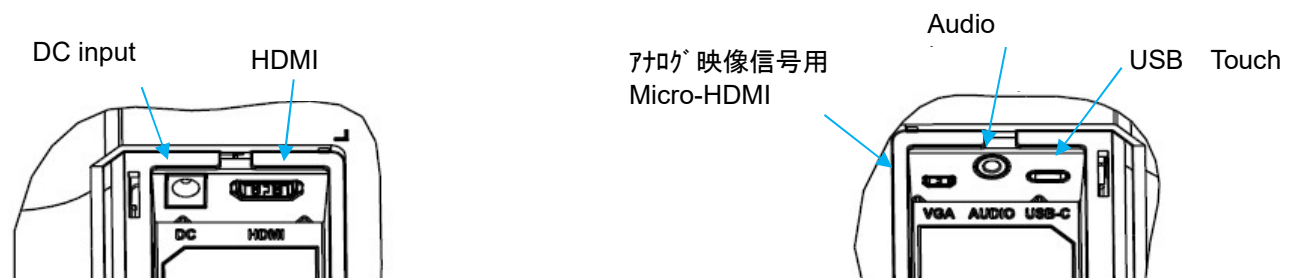 DC input
HDMI
DC
HDMI
Audio
ｱﾅﾛｸﾞ映像信号用
Micro-HDMI
USB　Touch
VGA AUDIO USB-C